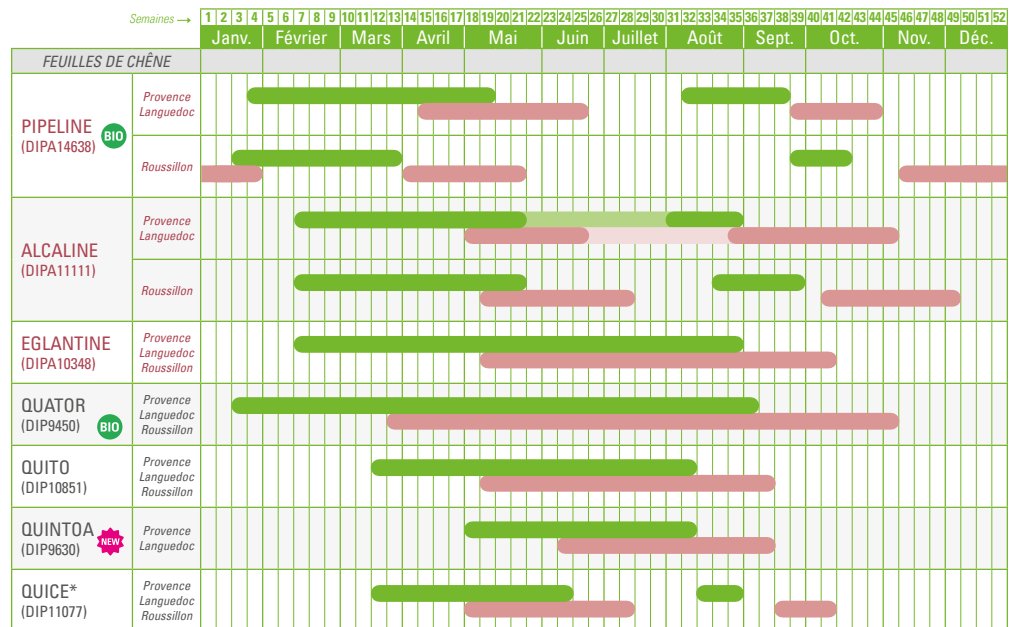 Semaines → 1 2 3 4 5 6 7 8 9 10 11 12 13 14 15 16 17 18 19 20 21 22 23 24 25 26 27 28 29 30 31 32 33 34 35 36 37 38 39 40 41 42 43 44 45 46 47 48 49 50 51 52
Janv. Février Mars Avril Mai Juin Juillet Août Sept. Oct. Nov. Déc.
FEUILLES DE CHÊNE
PIPELINE
(DIPA14638)
BIO
Provence
Languedoc
Roussillon
ALCALINE
(DIPA11111)
Provence
Languedoc
Roussillon
EGLANTINE
(DIPA10348)
Provence
Languedoc
Roussillon
QUATOR
(DIP9450)
BIO
Provence
Languedoc
Roussillon
QUITO
(DIP10851)
Provence
Languedoc
Roussillon
QUINTOA
(DIP9630)
NEW
Provence
Languedoc
QUICE*
(DIP11077)
Provence
Languedoc
Roussillon